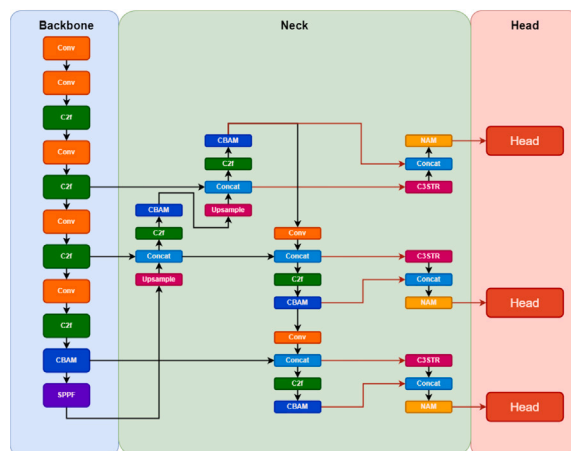 Backbone
Neck
Head
Conv
Conv
C2f
Conv
C2f
Conv
C2f
Conv
C2f
CBAM
SPPF
CBAM
C2f
Concat
Upsample
CBAM
C2f
Concat
Upsample
Conv
Concat
C2f
CBAM
Conv
Concat
C2f
CBAM
NAM
Concat
C3STR
C3STR
Concat
NAM
C3STR
Concat
NAM
Head
Head
Head